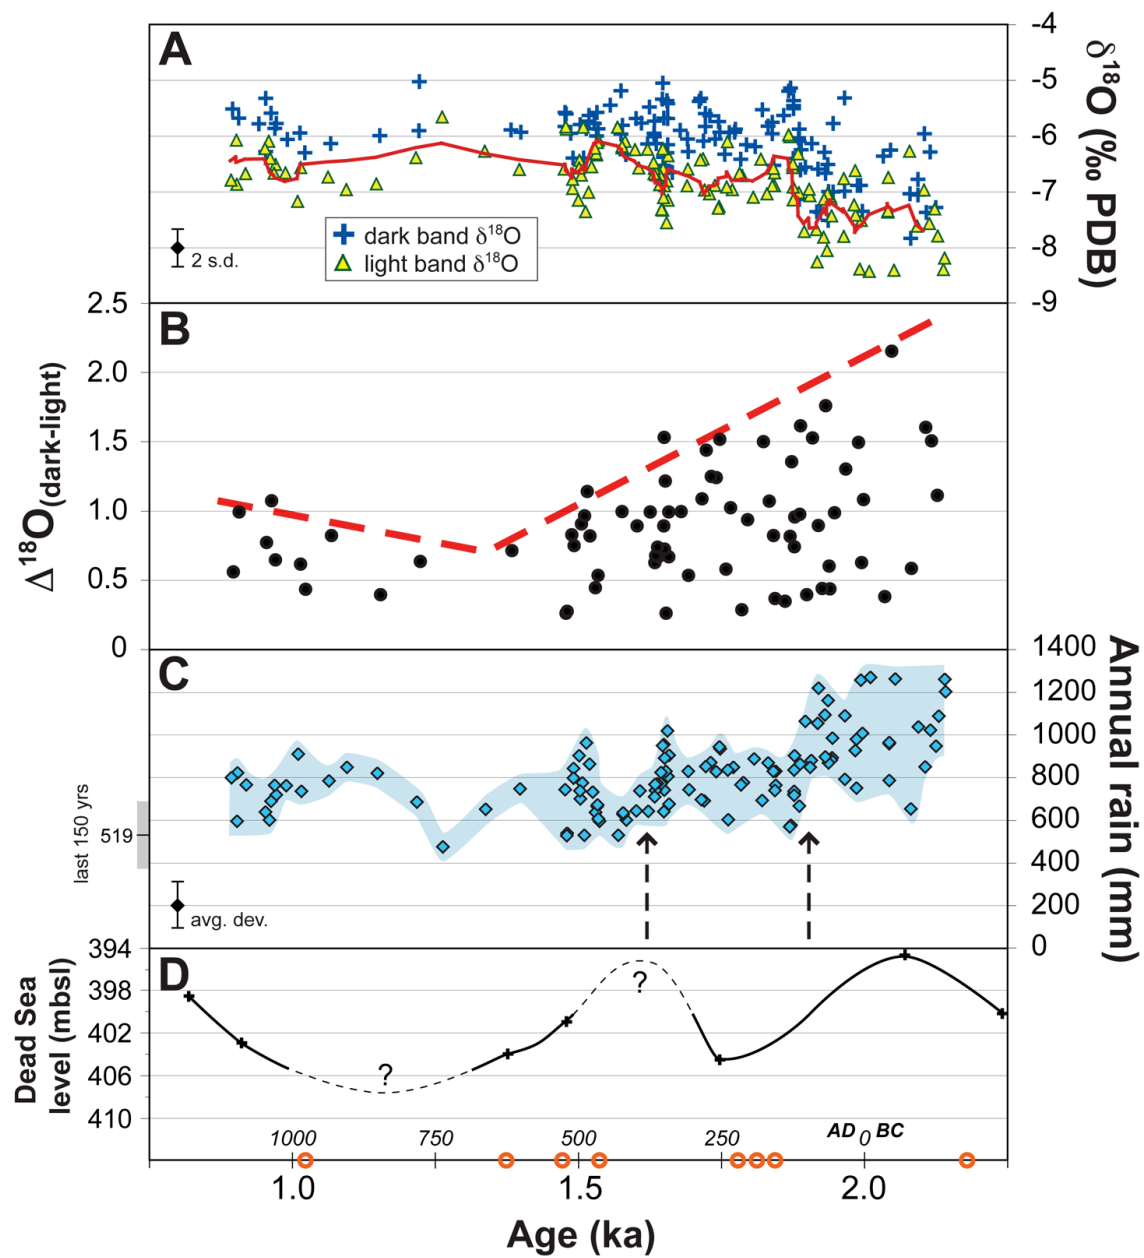 A
-4
-5
-6
-7
-8
-9
δ¹⁸O (‰ PDB)
dark band δ¹⁸O
light band δ¹⁸O
2 s.d.
B
2.5
2.0
1.5
1.0
0.5
0
Δ¹⁸O(dark-light)
C
1400
1200
1000
800
600
400
200
0
Annual rain (mm)
last 150 yrs
519
avg. dev.
D
394
398
402
406
410
Dead Sea
level (mbsl)
?
?
1000 750 500 250 AD 0 BC
1.0 1.5 2.0
Age (ka)